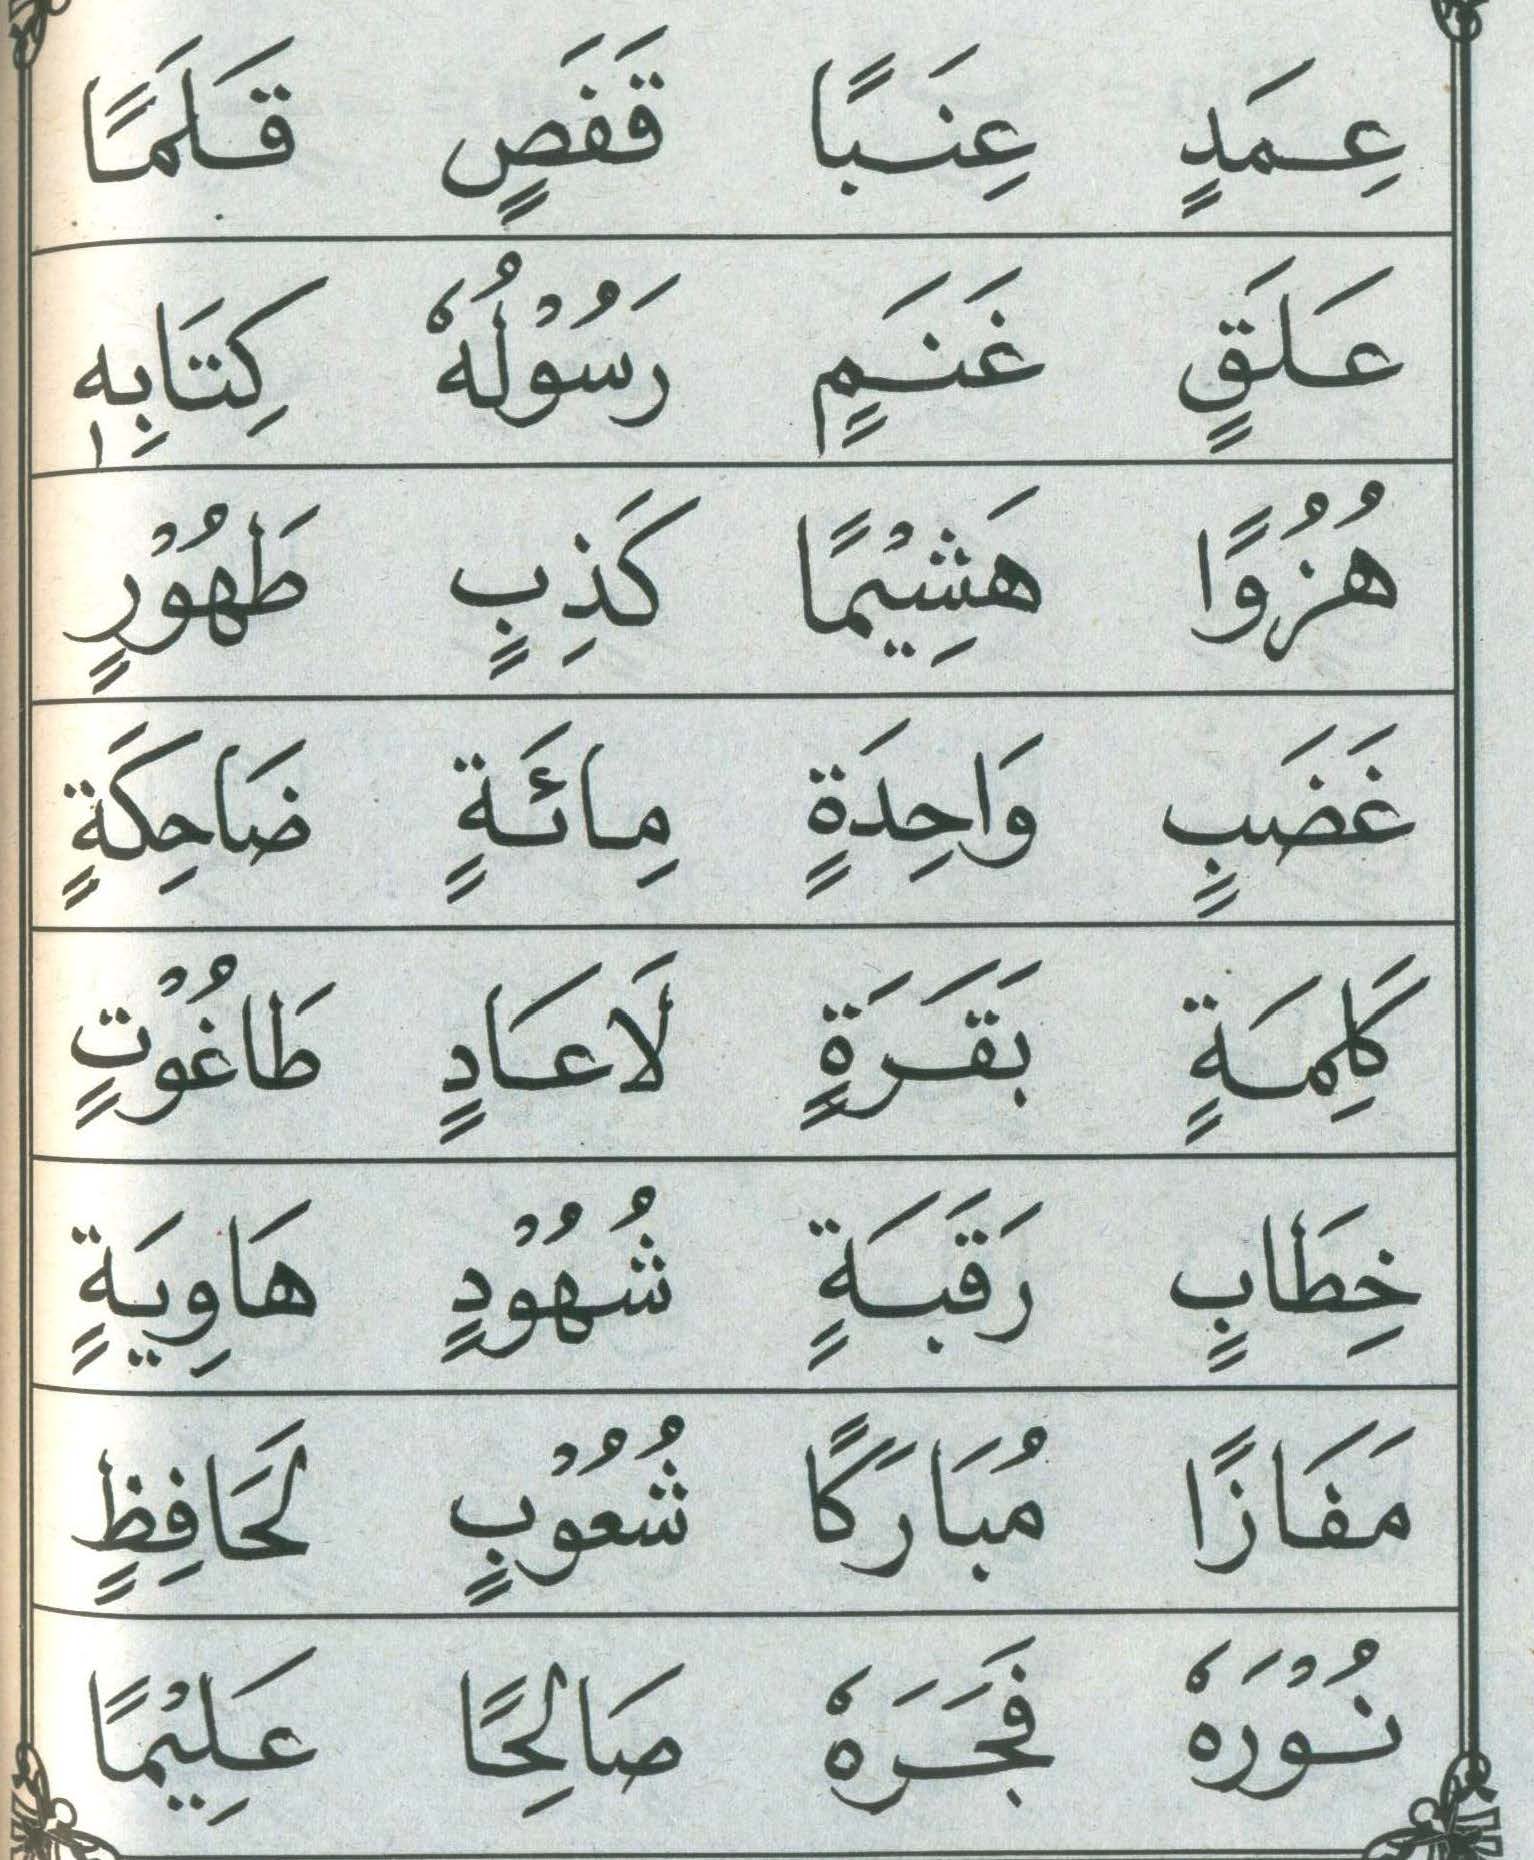 عِمَدٍ عِنَبًا قَفَصٍ قَلَمًا
عَلَقٍ غَنَمٍ رَسُوْلُهٗ كِتَابِهٖ
هُزُوًا هَشِيْمًا كَذِبٍ طَهُوْرٍ
غَضَبٍ وَاحِدَةٍ مِائَةٍ ضَاحِكَةٍ
كَلِمَةٍ بَقَرَةٍ لَاعَادٍ طَاغُوْتٍ
خِطَابٍ رَقَبَةٍ شُهُوْدٍ هَاوِيَةٍ
مَفَازًا مُبَارَكًا شُعُوْبٍ لَحَافِظٍ
نُوْرَهٗ فَجَرَهٗ صَالِحًا عَلِيْمًا